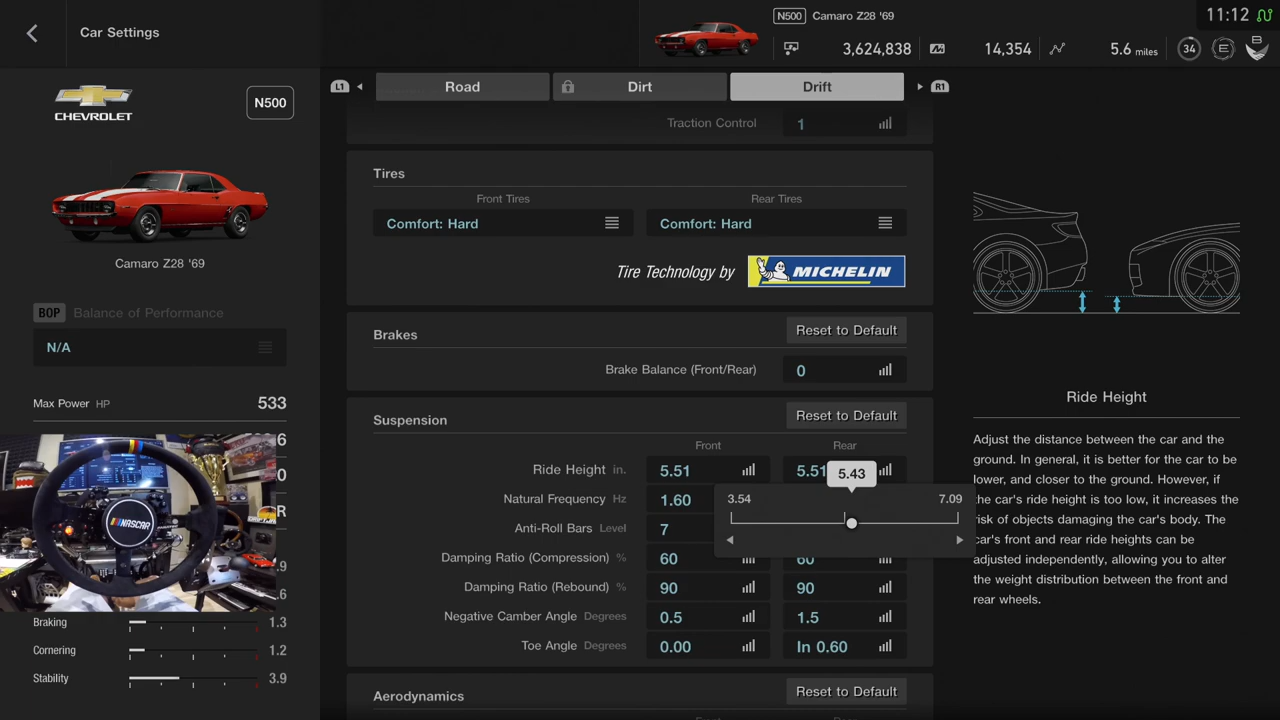 Car Settings
N500 Camaro Z28 '69
3,624,838
14,354
5.6 miles
34
E
B
11:12
CHEVROLET
N500
Camaro Z28 '69
BOP Balance of Performance
N/A
Max Power HP 533
NASCAR
Braking 1.3
Cornering 1.2
Stability 3.9
L1 Road Dirt Drift R1
Traction Control 1
Tires
Front Tires Rear Tires
Comfort: Hard Comfort: Hard
Tire Technology by MICHELIN
Brakes Reset to Default
Brake Balance (Front/Rear) 0
Suspension Reset to Default
Front Rear
Ride Height in. 5.51 5.51
5.43
3.54 7.09
Natural Frequency Hz 1.60
Anti-Roll Bars Level 7
Damping Ratio (Compression) % 60 60
Damping Ratio (Rebound) % 90 90
Negative Camber Angle Degrees 0.5 1.5
Toe Angle Degrees 0.00 In 0.60
Aerodynamics Reset to Default
Ride Height
Adjust the distance between the car and the
ground. In general, it is better for the car to be
lower, and closer to the ground. However, if
the car's ride height is too low, it increases the
risk of objects damaging the car's body. The
car's front and rear ride heights can be
adjusted independently, allowing you to alter
the weight distribution between the front and
rear wheels.